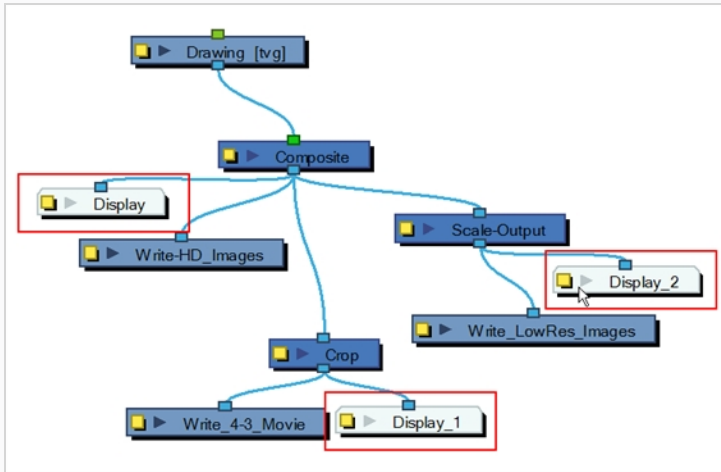 Drawing [tvg]
Composite
Display
Scale-Output
Write-HD_Images
Display_2
Write_LowRes_Images
Crop
Write_4-3_Movie
Display_1